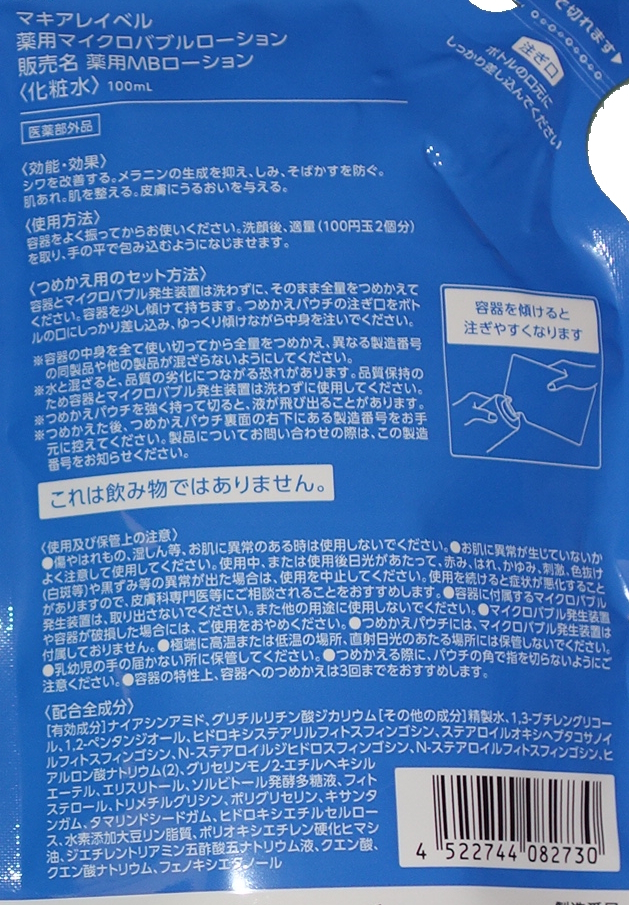 マキアレイベル
薬用マイクロバブルローション
販売名 薬用MBローション
〈化粧水〉 100mL
医薬部外品
で切れます▶
注ぎ口
ボトルの口元に
しっかり差し込んでください
〈効能・効果〉
シワを改善する。メラニンの生成を抑え、しみ、そばかすを防ぐ。
肌あれ。肌を整える。皮膚にうるおいを与える。
〈使用方法〉
容器をよく振ってからお使いください。洗顔後、適量(100円玉2個分)
を取り、手の平で包み込むようになじませます。
〈つめかえ用のセット方法〉
容器とマイクロバブル発生装置は洗わずに、そのまま全量をつめかえて
ください。容器を少し傾けて持ちます。つめかえパウチの注ぎ口をボト
ルの口にしっかり差し込み、ゆっくり傾けながら中身を注いでください。
※容器の中身を全て使い切ってから全量をつめかえ、異なる製造番号
の同製品や他の製品が混ざらないようにしてください。
※水と混ざると、品質の劣化につながる恐れがあります。品質保持の
ため容器とマイクロバブル発生装置は洗わずに使用してください。
※つめかえパウチを強く持って切ると、液が飛び出ることがあります。
※つめかえた後、つめかえパウチ裏面の右下にある製造番号をお手
元に控えてください。製品についてお問い合わせの際は、この製造
番号をお知らせください。
容器を傾けると
注ぎやすくなります
これは飲み物ではありません。
〈使用及び保管上の注意〉
●傷やはれもの、湿しん等、お肌に異常のある時は使用しないでください。●お肌に異常が生じていないか
よく注意して使用してください。使用中、または使用後日光があたって、赤み、はれ、かゆみ、刺激、色抜け
(白斑等)や黒ずみ等の異常が出た場合は、使用を中止してください。使用を続けると症状が悪化すること
がありますので、皮膚科専門医等にご相談されることをおすすめします。●容器に付属するマイクロバブル
発生装置は、取り出さないでください。また他の用途に使用しないでください。●マイクロバブル発生装置
や容器が破損した場合には、ご使用をおやめください。●つめかえパウチには、マイクロバブル発生装置は
付属しておりません。●極端に高温または低温の場所、直射日光のあたる場所には保管しないでください。
●乳幼児の手の届かない所に保管してください。●つめかえる際に、パウチの角で指を切らないようにご
注意ください。●容器の特性上、容器へのつめかえは3回までをおすすめします。
〈配合全成分〉
[有効成分]ナイアシンアミド、グリチルリチン酸ジカリウム[その他の成分]精製水、1,3-ブチレングリコー
ル、1,2-ペンタンジオール、ヒドロキシステアリルフィトスフィンゴシン、ステアロイルオキシヘプタコサノイ
ルフィトスフィンゴシン、N-ステアロイルジヒドロスフィンゴシン、N-ステアロイルフィトスフィンゴシン、ヒ
アルロン酸ナトリウム(2)、グリセリンモノ2-エチルヘキシル
エーテル、エリスリトール、ソルビトール発酵多糖液、フィト
ステロール、トリメチルグリシン、ポリグリセリン、キサンタ
ンガム、タマリンドシードガム、ヒドロキシエチルセルロー
ス、水素添加大豆リン脂質、ポリオキシエチレン硬化ヒマシ
油、ジエチレントリアミン五酢酸五ナトリウム液、クエン酸、
クエン酸ナトリウム、フェノキシエタノール
4 522744 082730